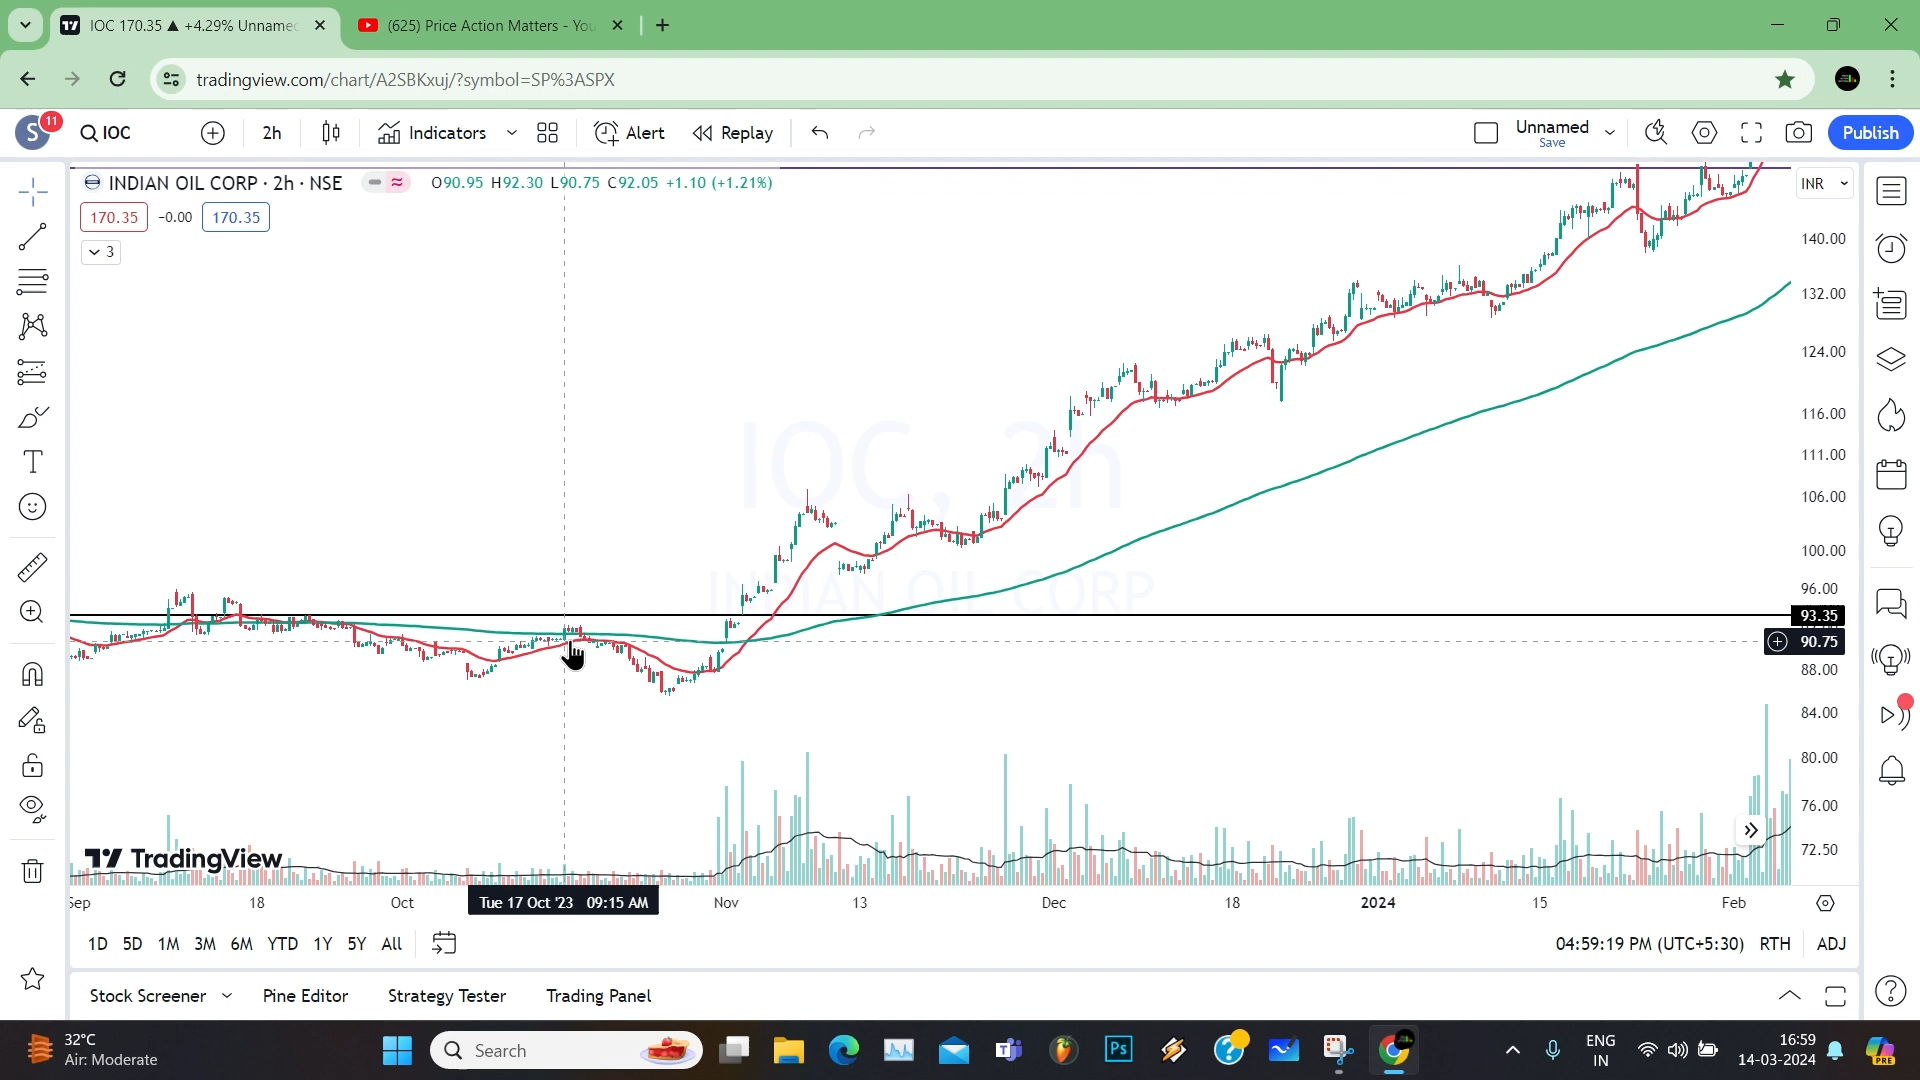 IOC 170.35 ▲ +4.29% Unname
(625) Price Action Matters - You
tradingview.com/chart/A2SBKxuj/?symbol=SP%3ASPX
S
11
IOC
2h
Indicators
Alert
Replay
Unnamed
Save
Publish
INDIAN OIL CORP · 2h · NSE
O90.95 H92.30 L90.75 C92.05 +1.10 (+1.21%)
INR
170.35
−0.00
170.35
3
IOC, 2h
INDIAN OIL CORP
140.00
132.00
124.00
116.00
111.00
106.00
100.00
96.00
93.35
90.75
88.00
84.00
80.00
76.00
72.50
TradingView
Sep
18
Oct
Tue 17 Oct '23 09:15 AM
Nov
13
Dec
18
2024
15
Feb
1D 5D 1M 3M 6M YTD 1Y 5Y All
04:59:19 PM (UTC+5:30) RTH ADJ
Stock Screener
Pine Editor
Strategy Tester
Trading Panel
32°C
Air: Moderate
Search
Ps
ENG
IN
16:59
14-03-2024
PRE